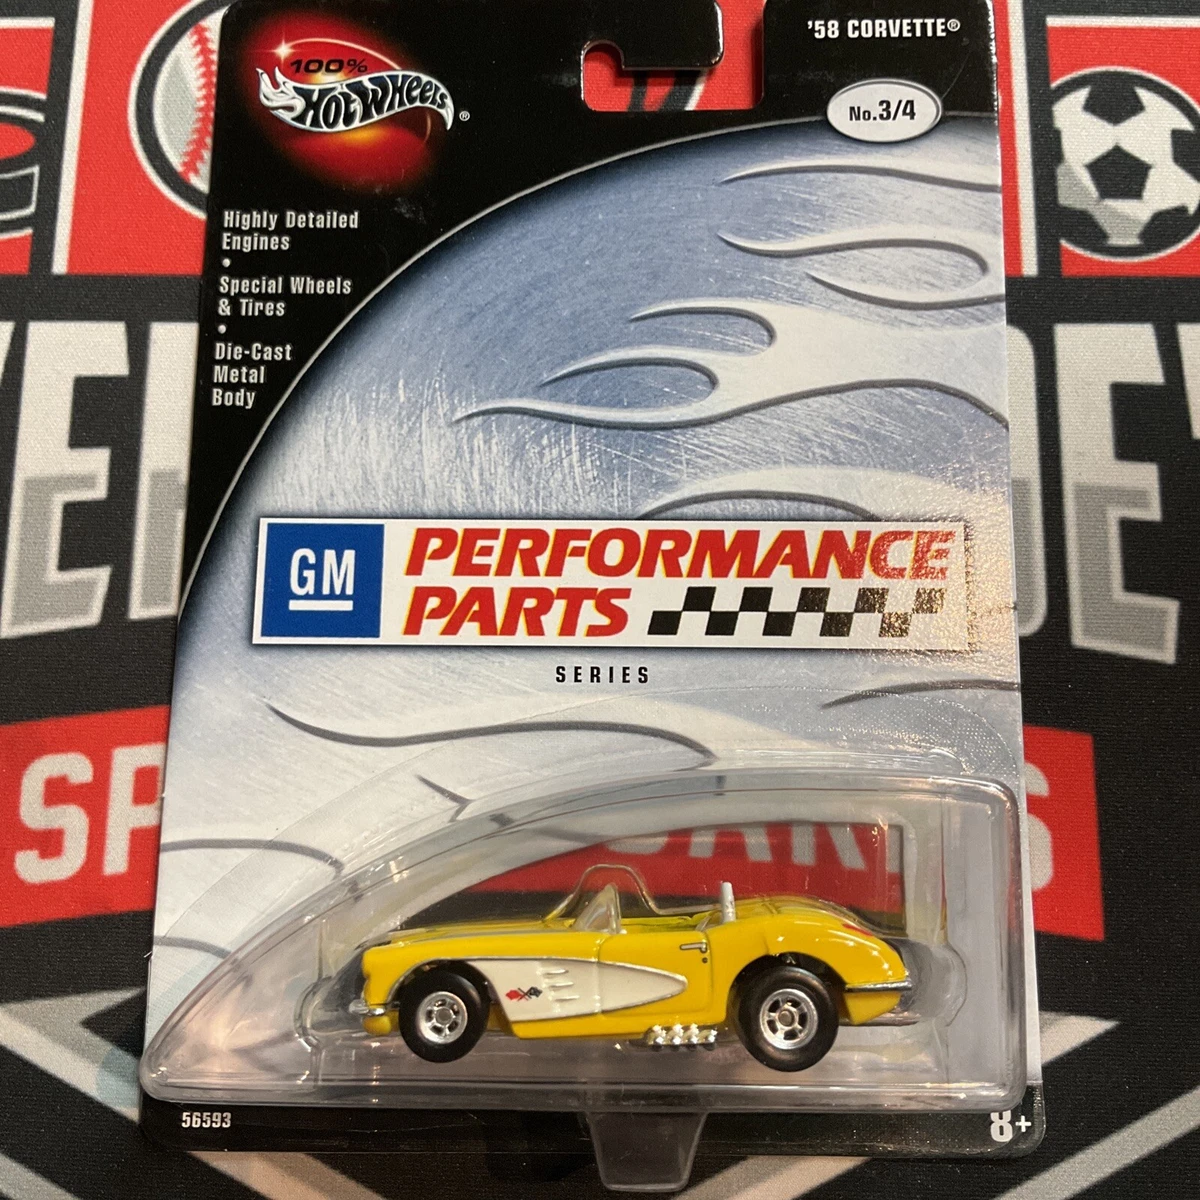 100%
Hot Wheels®
'58 CORVETTE®
No.3/4
Highly Detailed
Engines
•
Special Wheels
& Tires
•
Die-Cast
Metal
Body
GM
PERFORMANCE
PARTS
SERIES
56593
8+